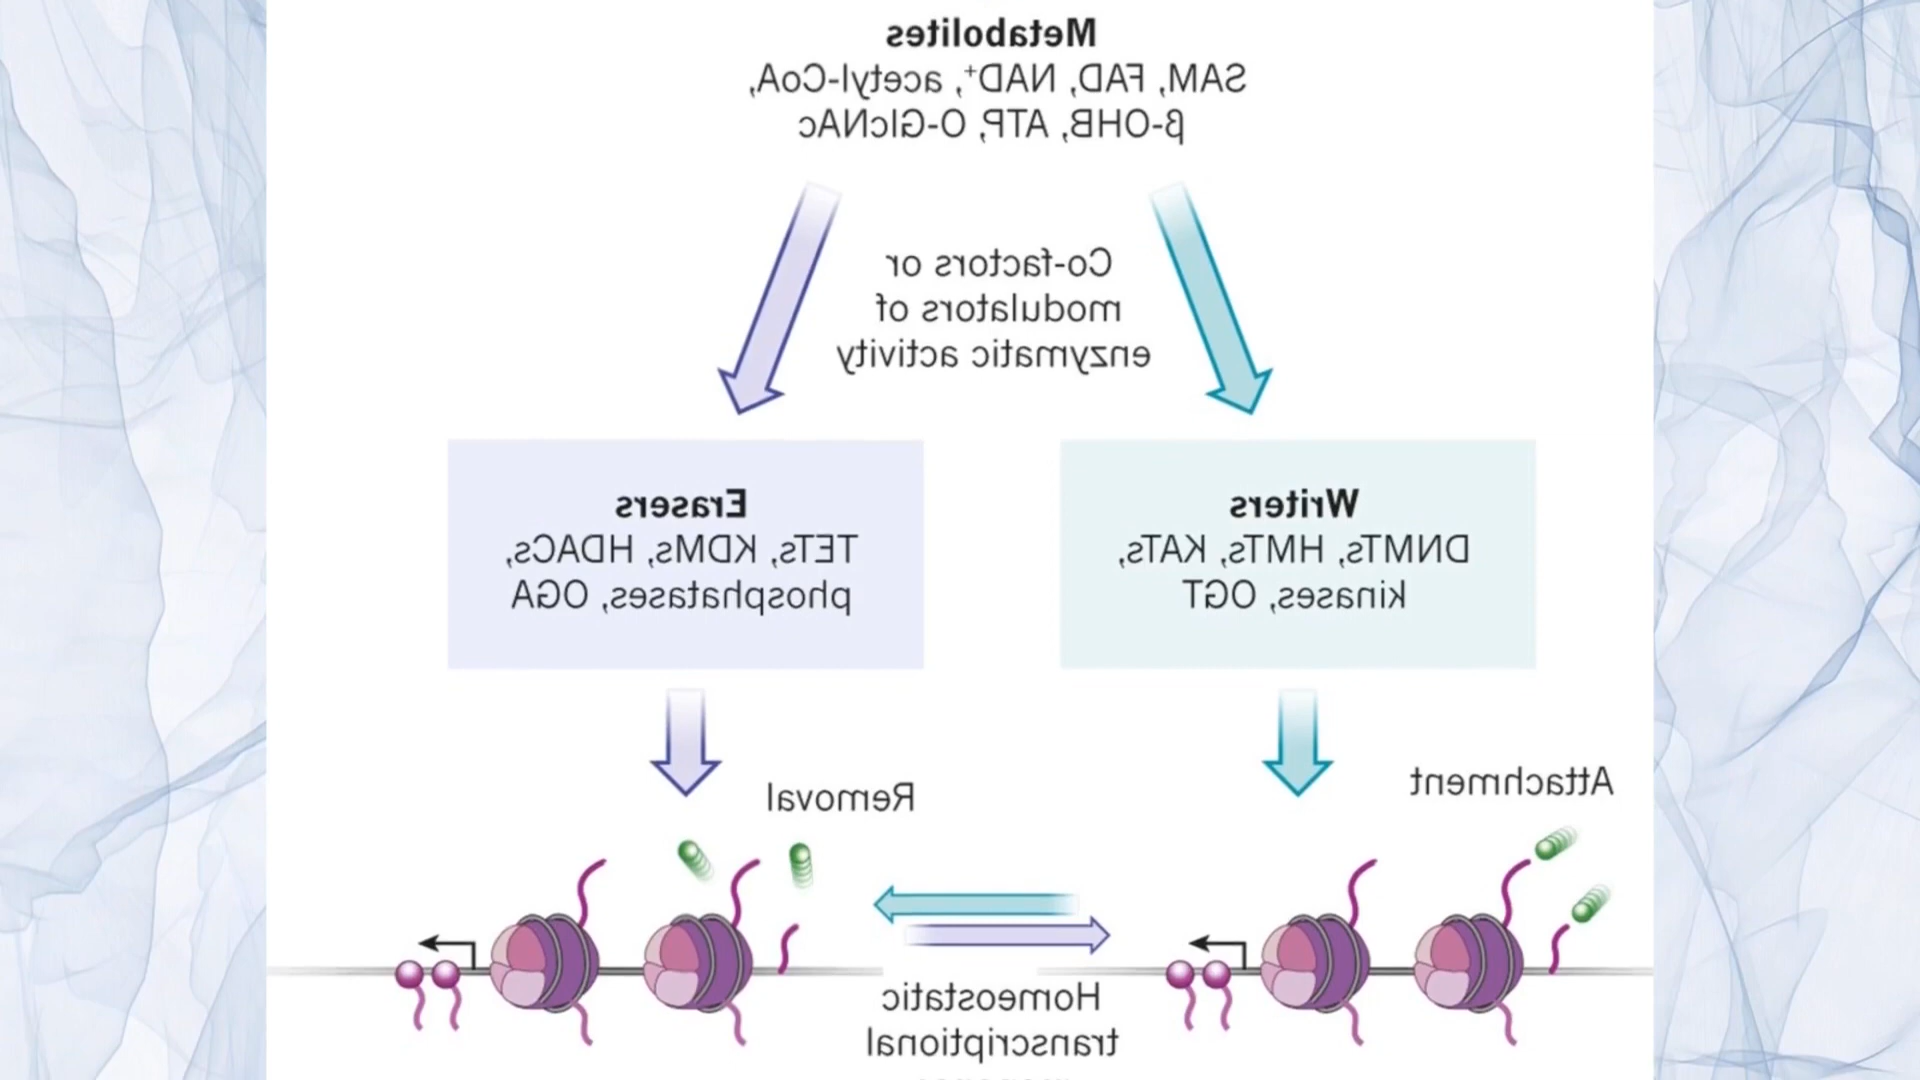 Metabolites
SAM, FAD, NAD⁺, acetyl-CoA,
β-OHB, ATP, O-GlcNAc
Co-factors or
modulators of
enzymatic activity
Writers
DNMTs, HMTs, KATs,
kinases, OGT
Erasers
TETs, KDMs, HDACs,
phosphatases, OGA
Attachment
Removal
Homeostatic
transcriptional